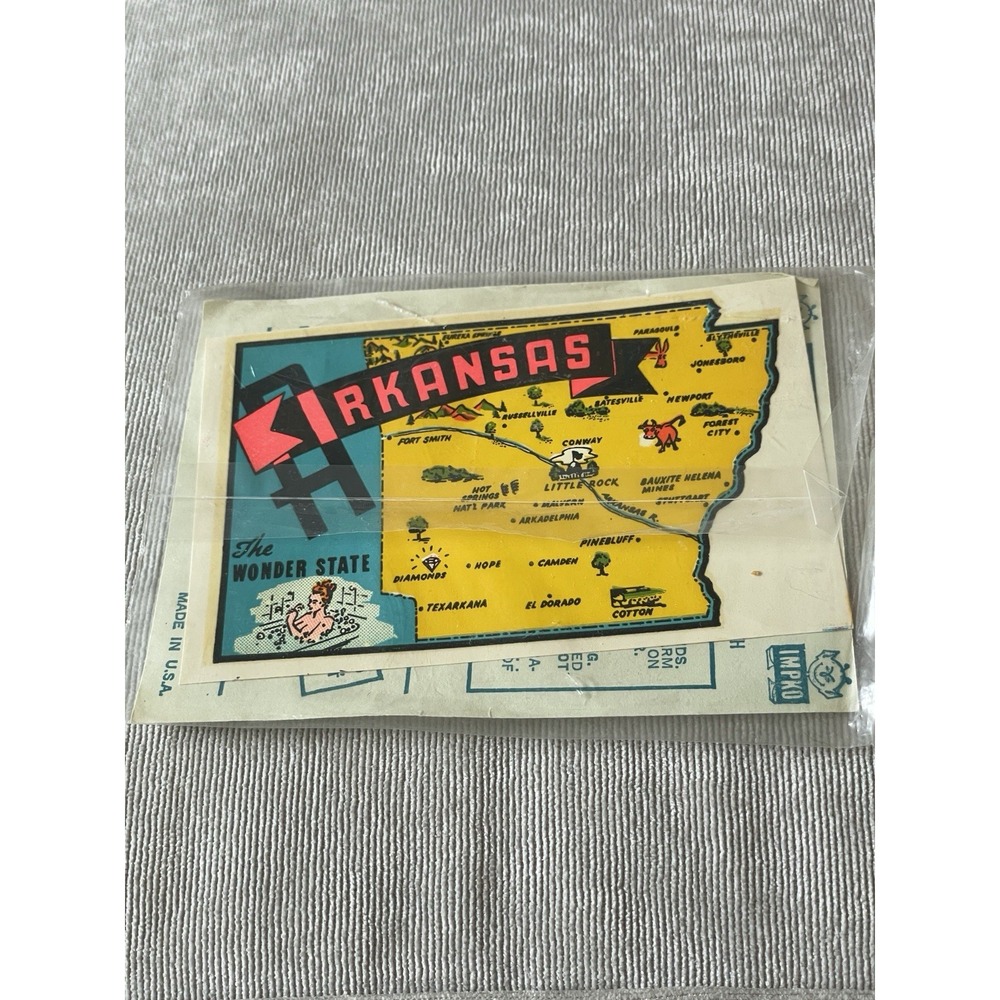 ARKANSAS
EUREKA SPRINGS
PARAGOULD
BLYTHEVILLE
JONESBORO
BATESVILLE
NEWPORT
RUSSELLVILLE
FORT SMITH
CONWAY
FOREST
CITY
LITTLE ROCK
BAUXITE
MINES
HELENA
STUTTGART
HOT
SPRINGS
NAT'L PARK
MALVERN
ARKANSAS R.
ARKADELPHIA
PINEBLUFF
The
WONDER STATE
DIAMONDS
HOPE
CAMDEN
TEXARKANA
EL DORADO
COTTON
MADE IN U.S.A.
IMPKO